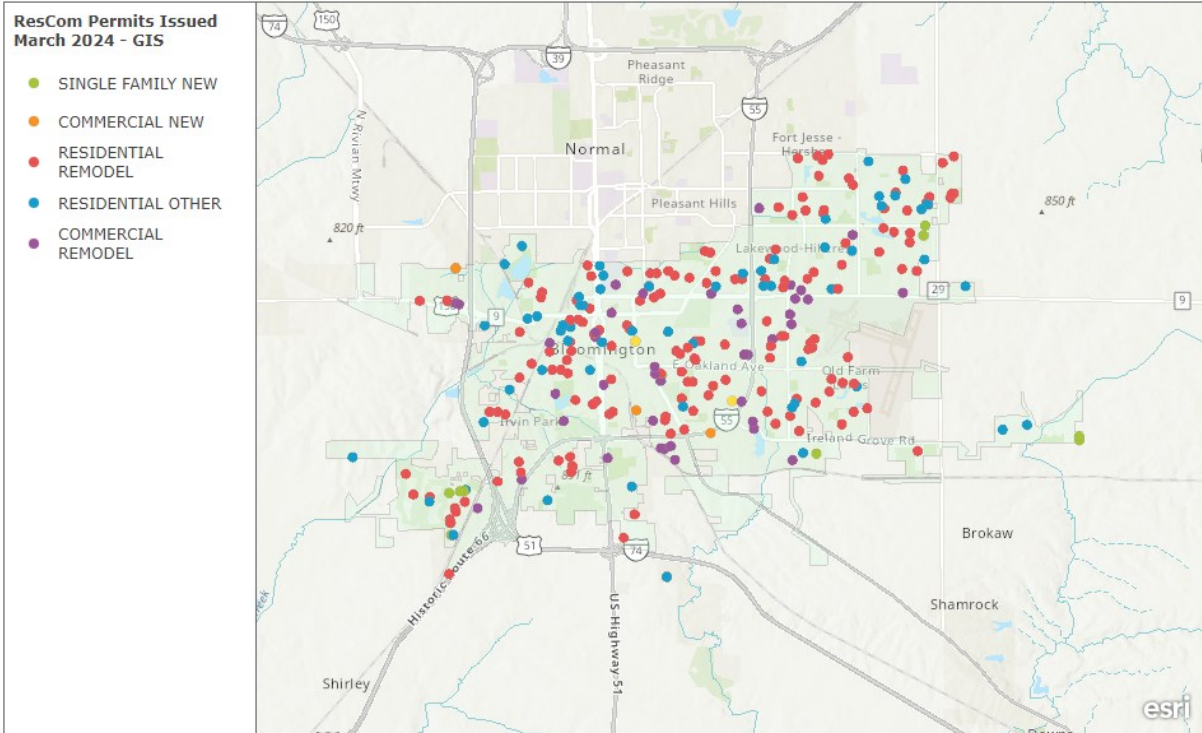 ResCom Permits Issued
March 2024 - GIS
SINGLE FAMILY NEW
COMMERCIAL NEW
RESIDENTIAL
REMODEL
RESIDENTIAL OTHER
COMMERCIAL
REMODEL
74
150
39
Pheasant
Ridge
55
N Rivian Mtwy
Normal
Fort Jesse -
Pleasant Hills
850 ft
820 ft
29
9
9
Bloomington
E Oakland Ave
Old Farm
55
Irvin Park
Ireland Grove Rd
51
74
Brokaw
Historic Route 66
US Highway 51
Shamrock
Shirley
esri